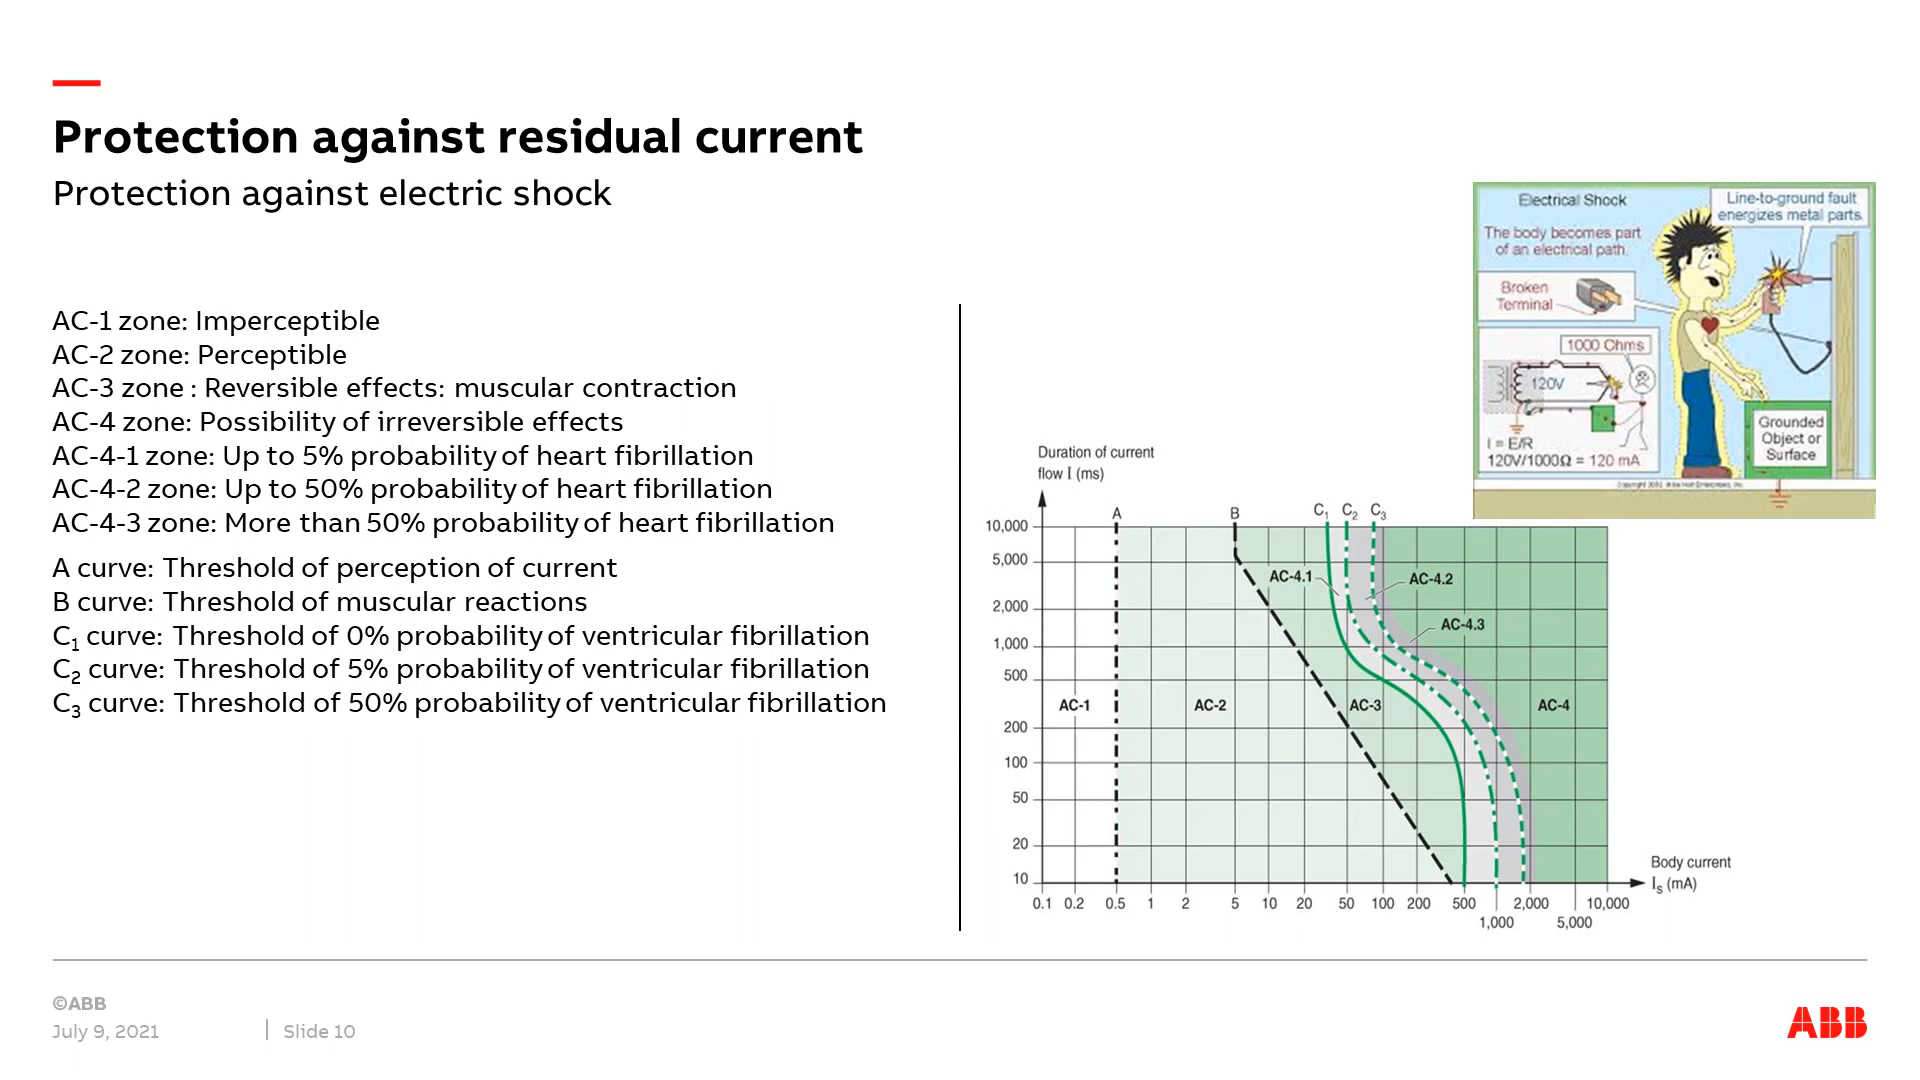 Protection against residual current
Protection against electric shock
AC-1 zone: Imperceptible
AC-2 zone: Perceptible
AC-3 zone : Reversible effects: muscular contraction
AC-4 zone: Possibility of irreversible effects
AC-4-1 zone: Up to 5% probability of heart fibrillation
AC-4-2 zone: Up to 50% probability of heart fibrillation
AC-4-3 zone: More than 50% probability of heart fibrillation
A curve: Threshold of perception of current
B curve: Threshold of muscular reactions
C₁ curve: Threshold of 0% probability of ventricular fibrillation
C₂ curve: Threshold of 5% probability of ventricular fibrillation
C₃ curve: Threshold of 50% probability of ventricular fibrillation
Electrical Shock
The body becomes part
of an electrical path.
Line-to-ground fault
energizes metal parts.
Broken
Terminal
1000 Ohms
120V
I = E/R
120V/1000Ω = 120 mA
Grounded
Object or
Surface
Duration of current
flow I (ms)
A B C₁ C₂ C₃
10,000
5,000
2,000
1,000
500
200
100
50
20
10
AC-4.1
AC-4.2
AC-4.3
AC-1 AC-2 AC-3 AC-4
Body current
Iₛ (mA)
0.1 0.2 0.5 1 2 5 10 20 50 100 200 500 2,000 10,000
1,000 5,000
©ABB
July 9, 2021 Slide 10
ABB